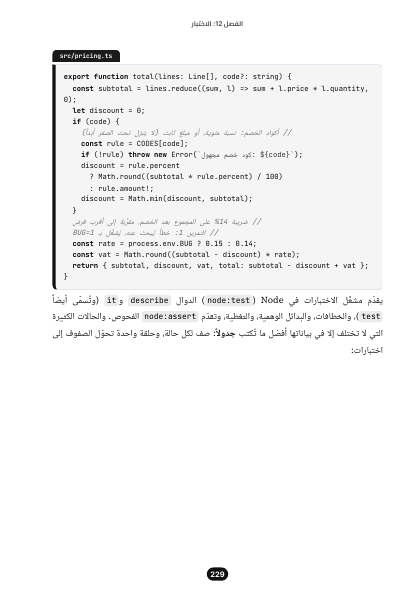 الفصل 12: الاختبار
src/pricing.ts
export function total(lines: Line[], code?: string) {
  const subtotal = lines.reduce((sum, l) => sum + l.price * l.quantity,
0);
  let discount = 0;
  if (code) {
    // أكواد الخصم: نسبة مئوية، أو مبلغ ثابت (لا ينزل تحت الصفر أبداً)
    const rule = CODES[code];
    if (!rule) throw new Error(`كود خصم مجهول: ${code}`);
    discount = rule.percent
      ? Math.round((subtotal * rule.percent) / 100)
      : rule.amount!;
    discount = Math.min(discount, subtotal);
  }
  // ضريبة 14% على المجموع بعد الخصم، مقرّبة إلى أقرب قرش
  // التمرين 1: خطأ يُبحث عنه، يُشغَّل بـ BUG=1
  const rate = process.env.BUG ? 0.15 : 0.14;
  const vat = Math.round((subtotal - discount) * rate);
  return { subtotal, discount, vat, total: subtotal - discount + vat };
}
يقدّم مشغّل الاختبارات في Node (node:test) الدوال describe و it (وتُسمّى أيضاً
test)، والخطافات، والبدائل الوهمية، والتغطية، وتقدّم node:assert الفحوص. والحالات الكثيرة
التي لا تختلف إلا في بياناتها أفضل ما تُكتب جدولاً: صف لكل حالة، وحلقة واحدة تحوّل الصفوف إلى
اختبارات:
229